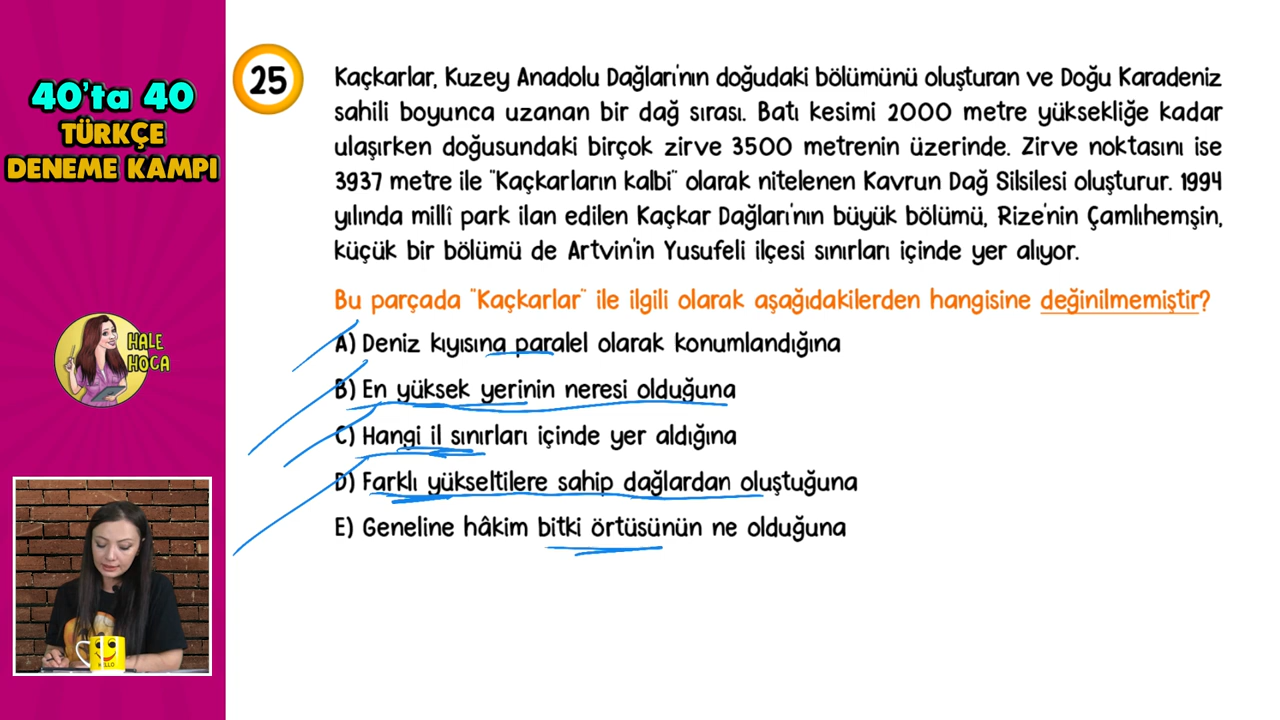 40'ta 40
TÜRKÇE
DENEME KAMPI
HALE
HOCA
HELLO
25
Kaçkarlar, Kuzey Anadolu Dağları'nın doğudaki bölümünü oluşturan ve Doğu Karadeniz
sahili boyunca uzanan bir dağ sırası. Batı kesimi 2000 metre yüksekliğe kadar
ulaşırken doğusundaki birçok zirve 3500 metrenin üzerinde. Zirve noktasını ise
3937 metre ile "Kaçkarların kalbi" olarak nitelenen Kavrun Dağ Silsilesi oluşturur. 1994
yılında millî park ilan edilen Kaçkar Dağları'nın büyük bölümü, Rize'nin Çamlıhemşin,
küçük bir bölümü de Artvin'in Yusufeli ilçesi sınırları içinde yer alıyor.
Bu parçada "Kaçkarlar" ile ilgili olarak aşağıdakilerden hangisine değinilmemiştir?
A) Deniz kıyısına paralel olarak konumlandığına
B) En yüksek yerinin neresi olduğuna
C) Hangi il sınırları içinde yer aldığına
D) Farklı yükseltilere sahip dağlardan oluştuğuna
E) Geneline hâkim bitki örtüsünün ne olduğuna